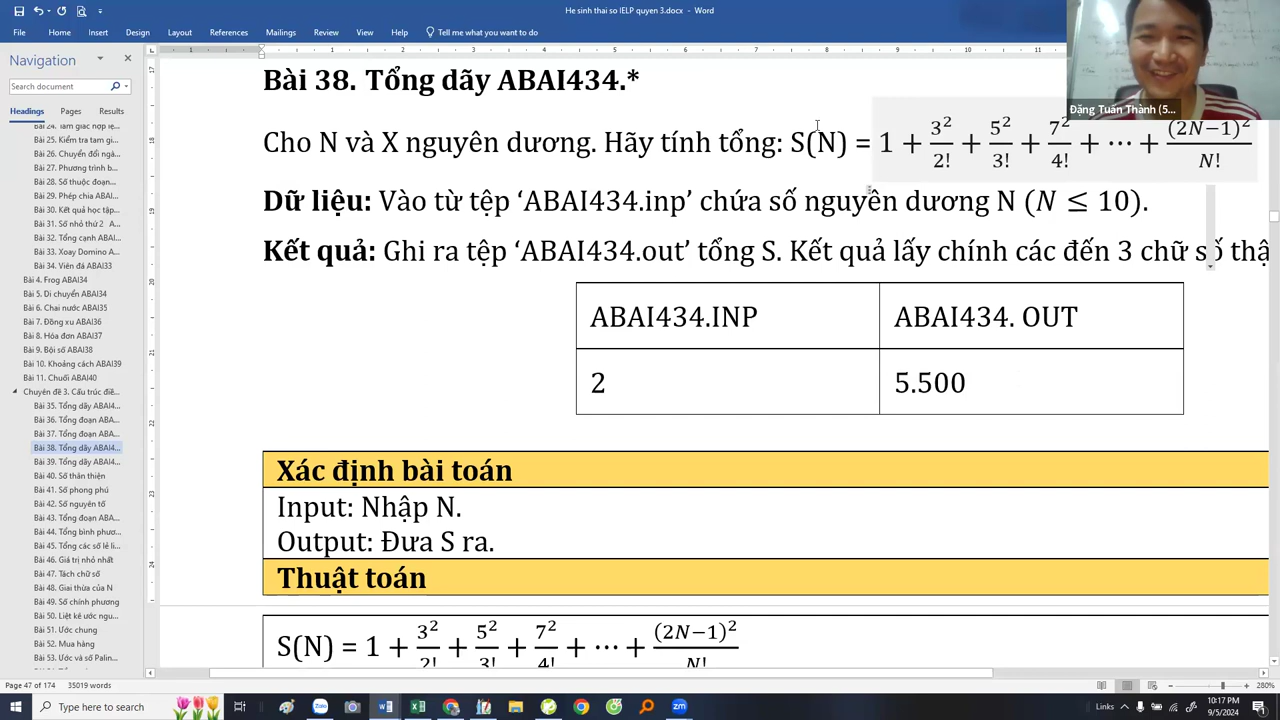 He sinh thai so IELP quyen 3.docx - Word
File Home Insert Design Layout References Mailings Review View Help Tell me what you want to do
Navigation
Search document
Headings Pages Results
Bài 25. Kiểm tra tam gi...
Bài 26. Chuyển đổi ngà...
Bài 27. Phương trình b...
Bài 28. Số thuộc đoạn...
Bài 29. Phép chia ABAI...
Bài 30. Kết quả học tập...
Bài 31. Số nhỏ thứ 2 A...
Bài 32. Tổng cạnh ABAI...
Bài 33. Xoay Domino A...
Bài 34. Viên đá ABAI33
Bài 4. Frog ABAI34
Bài 5. Di chuyển ABAI34
Bài 6. Chai nước ABAI35
Bài 7. Đồng xu ABAI36
Bài 8. Hóa đơn ABAI37
Bài 9. Bội số ABAI38
Bài 10. Khoảng cách ABAI39
Bài 11. Chuỗi ABAI40
Chuyên đề 3. Cấu trúc điề...
Bài 35. Tổng dãy ABAI4...
Bài 36. Tổng đoạn ABA...
Bài 37. Tổng đoạn ABA...
Bài 38. Tổng dãy ABAI4...
Bài 39. Tổng dãy ABAI4...
Bài 40. Số thân thiện
Bài 41. Số phong phú
Bài 42. Số nguyên tố
Bài 43. Tổng đoạn ABA...
Bài 44. Tổng bình phươ...
Bài 45. Tổng các số lẻ li...
Bài 46. Giá trị nhỏ nhất
Bài 47. Tách chữ số
Bài 48. Giai thừa của N
Bài 49. Số chính phương
Bài 50. Liệt kê ước ngu...
Bài 51. Ước chung
Bài 52. Mua hàng
Bài 53. Ước và số Palin...
Bài 38. Tổng dãy ABAI434.*
Đặng Tuấn Thành (5...
Cho N và X nguyên dương. Hãy tính tổng: S(N) = 1 + 3²/2! + 5²/3! + 7²/4! + ⋯ + (2N−1)²/N!
Dữ liệu: Vào từ tệp ‘ABAI434.inp’ chứa số nguyên dương N (N ≤ 10).
Kết quả: Ghi ra tệp ‘ABAI434.out’ tổng S. Kết quả lấy chính các đến 3 chữ số thậ
ABAI434.INP ABAI434. OUT
2 5.500
Xác định bài toán
Input: Nhập N.
Output: Đưa S ra.
Thuật toán
S(N) = 1 + 3²/2! + 5²/3! + 7²/4! + ⋯ + (2N−1)²/N!
Page 47 of 174 35019 words 280%
Type here to search
10:17 PM
9/5/2024